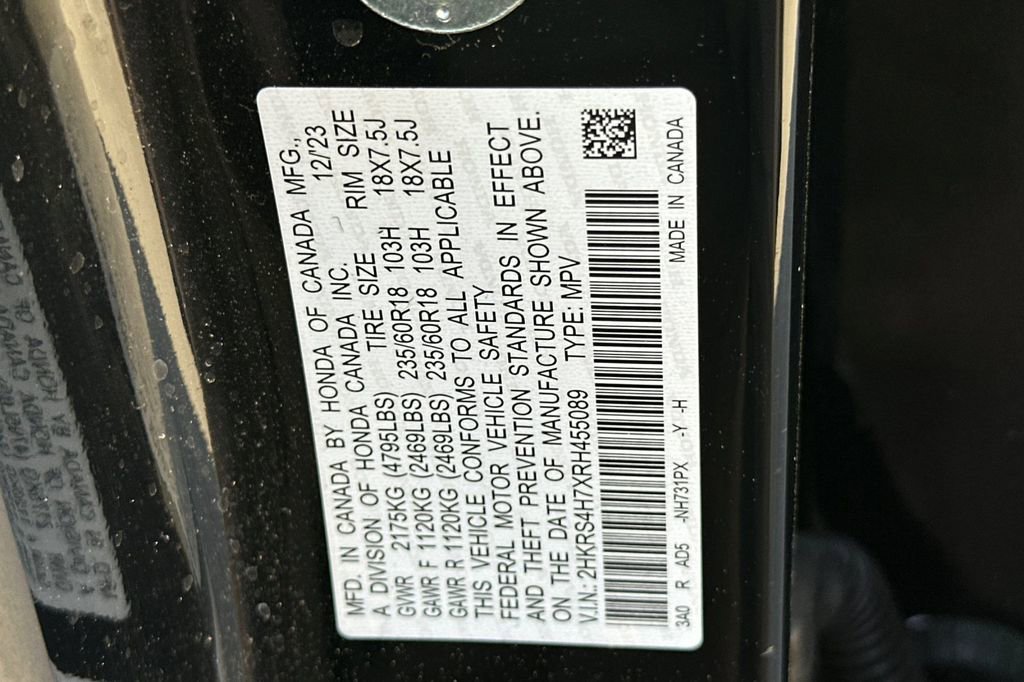 MFD. IN CANADA BY HONDA OF CANADA MFG.,
A DIVISION OF HONDA CANADA INC. 12/'23
TIRE SIZE RIM SIZE
GVWR 2175KG (4795LBS)
GAWR F 1120KG (2469LBS) 235/60R18 103H 18X7.5J
GAWR R 1120KG (2469LBS) 235/60R18 103H 18X7.5J
THIS VEHICLE CONFORMS TO ALL APPLICABLE
FEDERAL MOTOR VEHICLE SAFETY
AND THEFT PREVENTION STANDARDS IN EFFECT
ON THE DATE OF MANUFACTURE SHOWN ABOVE.
V.I.N: 2HKRS4H7XRH455089 TYPE: MPV
3A0 R AD5 -NH731PX -Y -H MADE IN CANADA